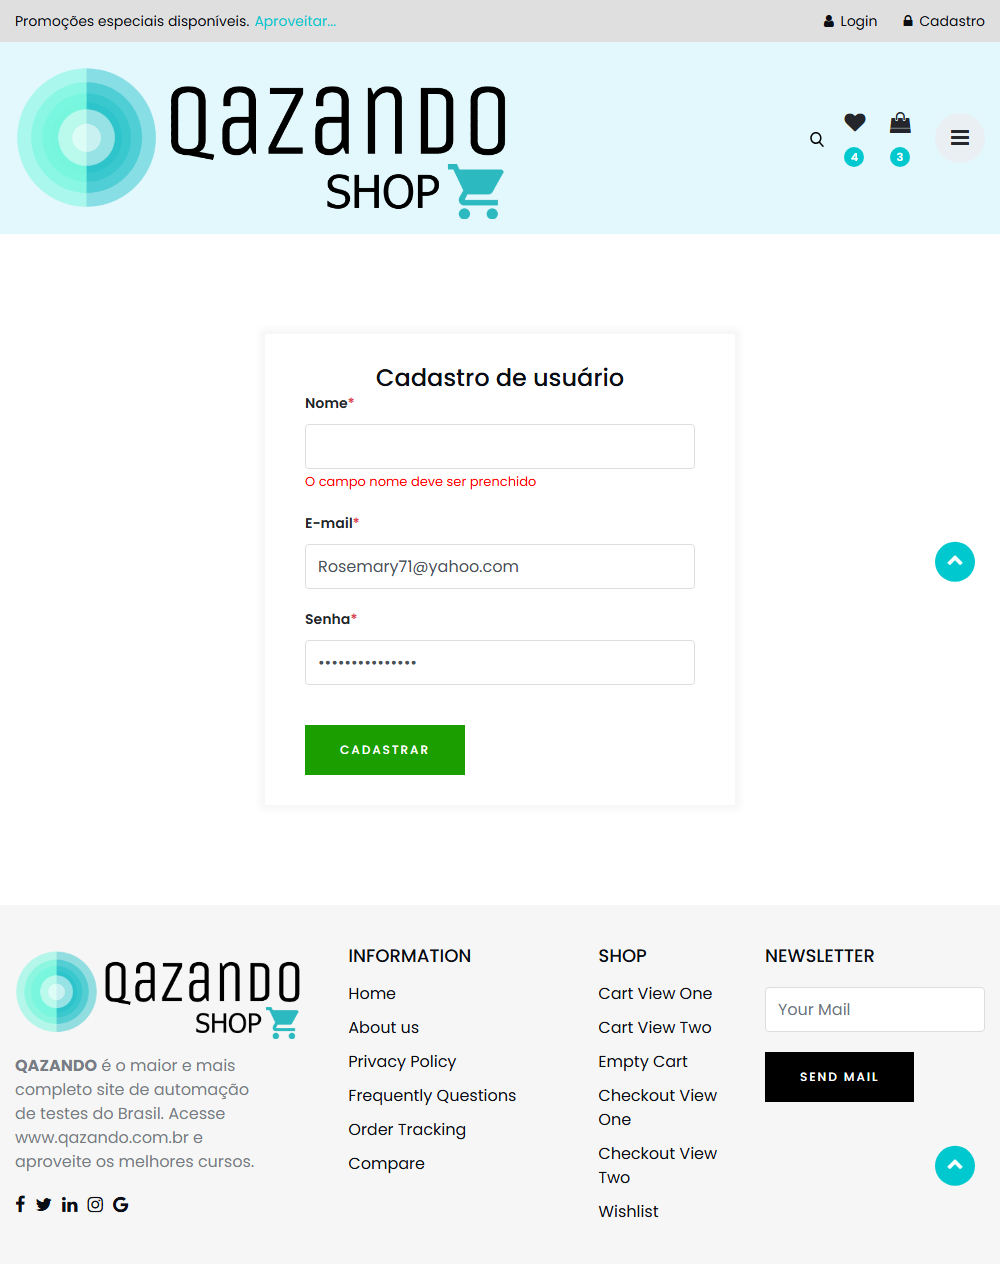 Promoções especiais disponíveis. Aproveitar...
Login
Cadastro
QAZANDO
SHOP
4
3
Cadastro de usuário
Nome*
O campo nome deve ser prenchido
E-mail*
Rosemary71@yahoo.com
Senha*
•••••••••••••••
CADASTRAR
QAZANDO
SHOP
QAZANDO é o maior e mais
completo site de automação
de testes do Brasil. Acesse
www.qazando.com.br e
aproveite os melhores cursos.
INFORMATION
Home
About us
Privacy Policy
Frequently Questions
Order Tracking
Compare
SHOP
Cart View One
Cart View Two
Empty Cart
Checkout View
One
Checkout View
Two
Wishlist
NEWSLETTER
Your Mail
SEND MAIL